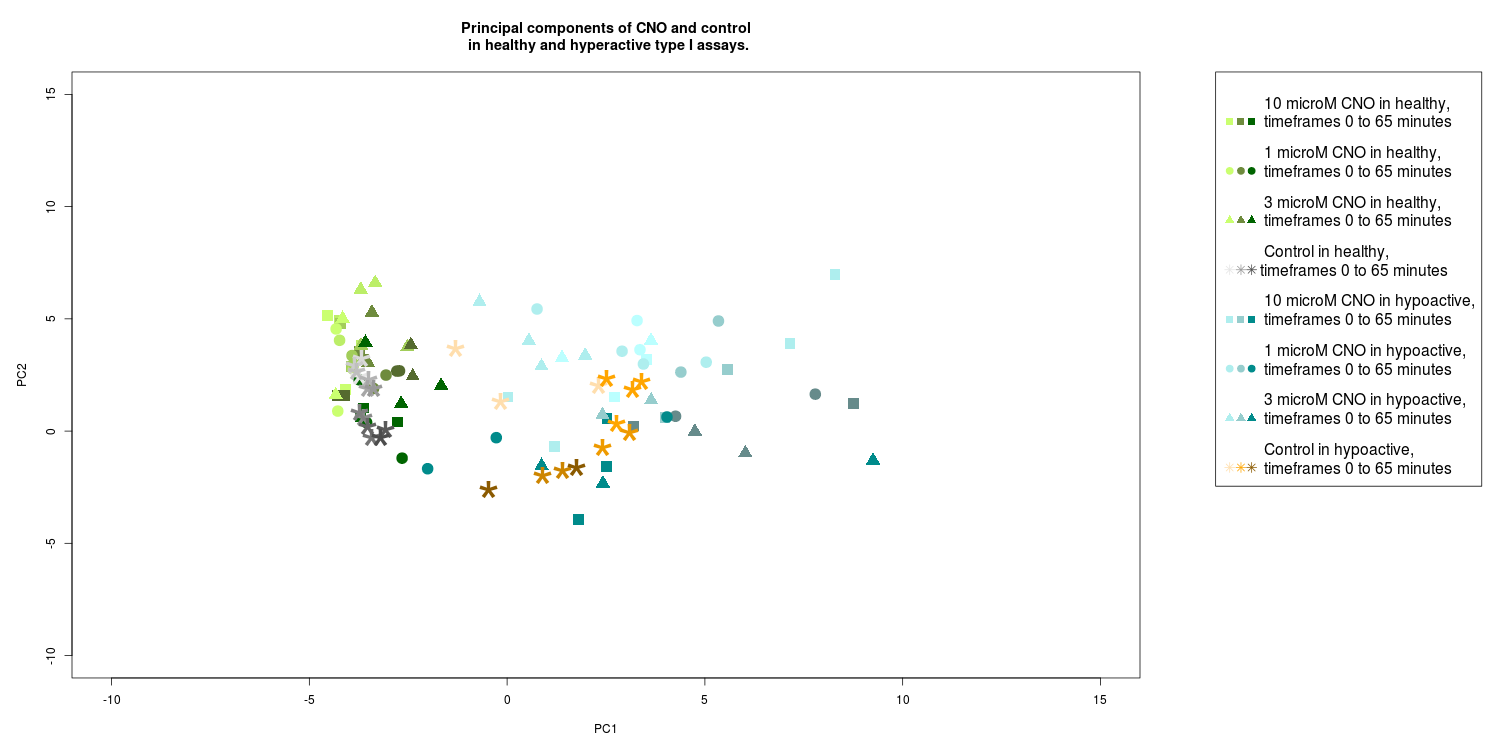 Principal components of CNO and control
in healthy and hyperactive type I assays.
15
10
5
0
-5
-10
PC2
-10
-5
0
5
10
15
PC1
10 microM CNO in healthy,
timeframes 0 to 65 minutes
1 microM CNO in healthy,
timeframes 0 to 65 minutes
3 microM CNO in healthy,
timeframes 0 to 65 minutes
Control in healthy,
timeframes 0 to 65 minutes
10 microM CNO in hypoactive,
timeframes 0 to 65 minutes
1 microM CNO in hypoactive,
timeframes 0 to 65 minutes
3 microM CNO in hypoactive,
timeframes 0 to 65 minutes
Control in hypoactive,
timeframes 0 to 65 minutes